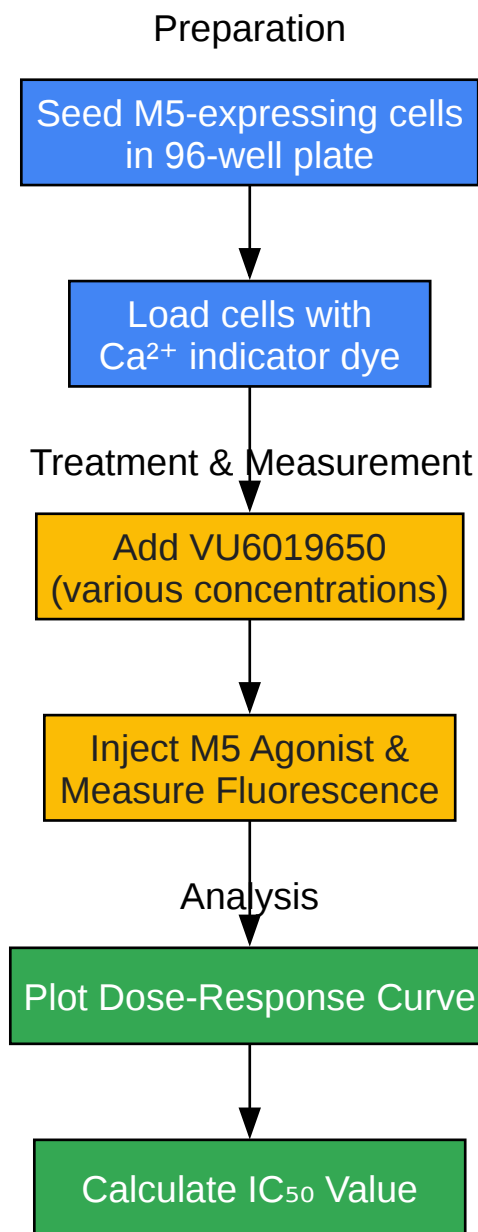 Preparation
Seed M5-expressing cells
in 96-well plate
Load cells with
Ca²⁺ indicator dye
Treatment & Measurement
Add VU6019650
(various concentrations)
Inject M5 Agonist &
Measure Fluorescence
Analysis
Plot Dose-Response Curve
Calculate IC₅₀ Value